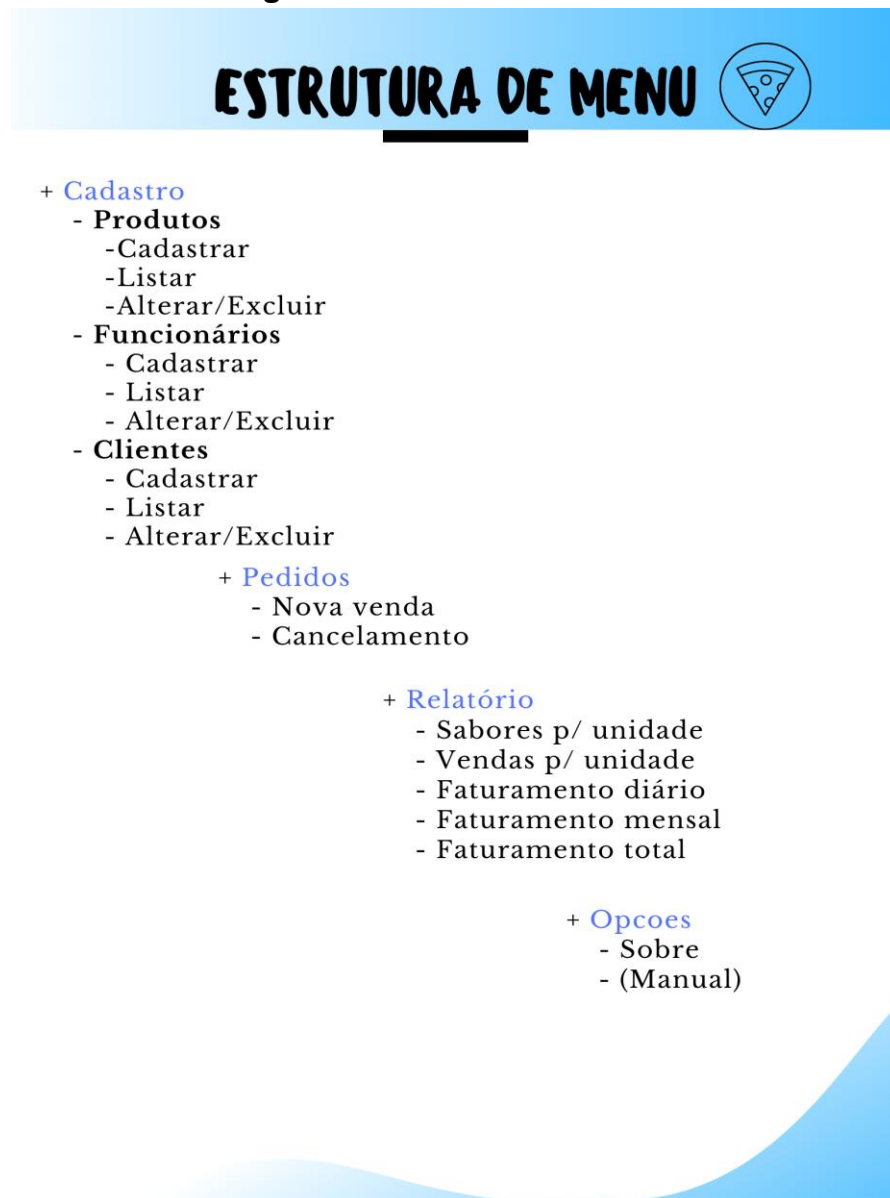 ESTRUTURA DE MENU
+ Cadastro
- Produtos
-Cadastrar
-Listar
-Alterar/Excluir
- Funcionários
- Cadastrar
- Listar
- Alterar/Excluir
- Clientes
- Cadastrar
- Listar
- Alterar/Excluir
+ Pedidos
- Nova venda
- Cancelamento
+ Relatório
- Sabores p/ unidade
- Vendas p/ unidade
- Faturamento diário
- Faturamento mensal
- Faturamento total
+ Opcoes
- Sobre
- (Manual)